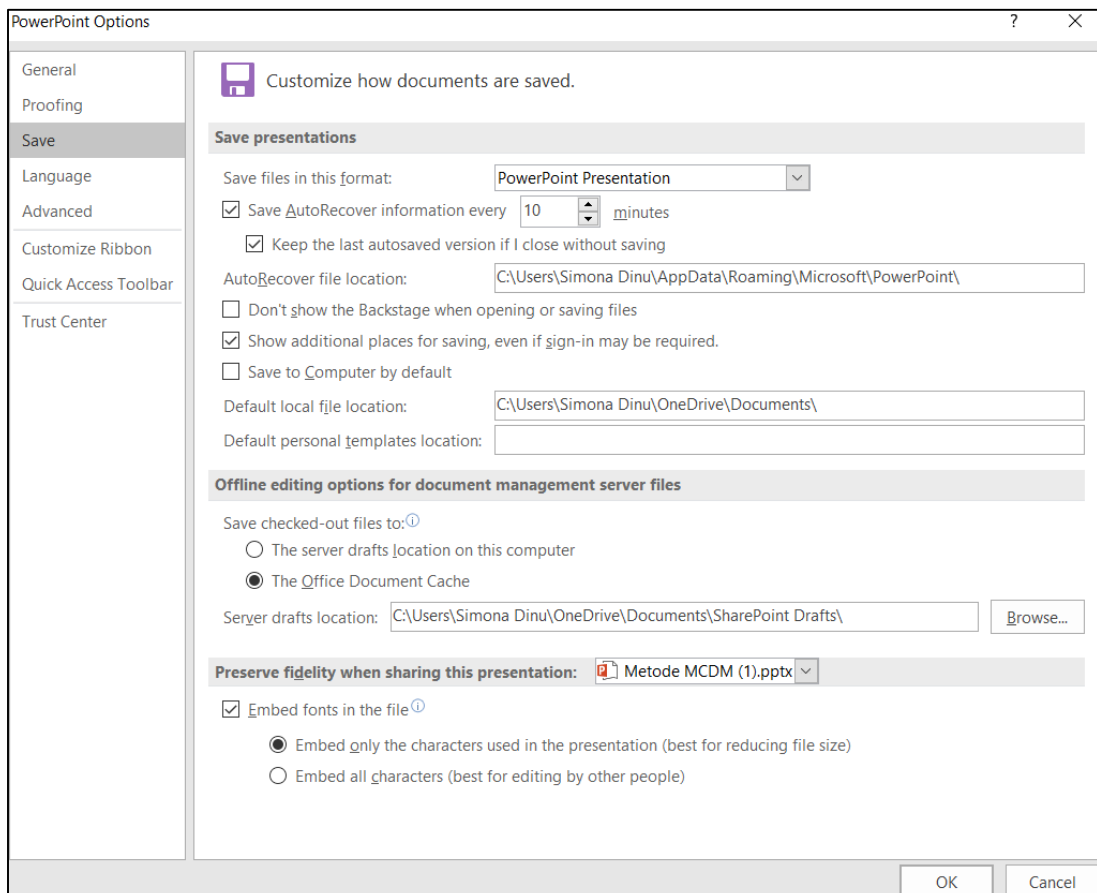 PowerPoint Options
?
General
Proofing
Save
Language
Advanced
Customize Ribbon
Quick Access Toolbar
Trust Center
Customize how documents are saved.
Save presentations
Save files in this format: PowerPoint Presentation
Save AutoRecover information every 10 minutes
Keep the last autosaved version if I close without saving
AutoRecover file location: C:\Users\Simona Dinu\AppData\Roaming\Microsoft\PowerPoint\
Don't show the Backstage when opening or saving files
Show additional places for saving, even if sign-in may be required.
Save to Computer by default
Default local file location: C:\Users\Simona Dinu\OneDrive\Documents\
Default personal templates location:
Offline editing options for document management server files
Save checked-out files to:
The server drafts location on this computer
The Office Document Cache
Server drafts location: C:\Users\Simona Dinu\OneDrive\Documents\SharePoint Drafts\
Browse...
Preserve fidelity when sharing this presentation: Metode MCDM (1).pptx
Embed fonts in the file
Embed only the characters used in the presentation (best for reducing file size)
Embed all characters (best for editing by other people)
OK Cancel